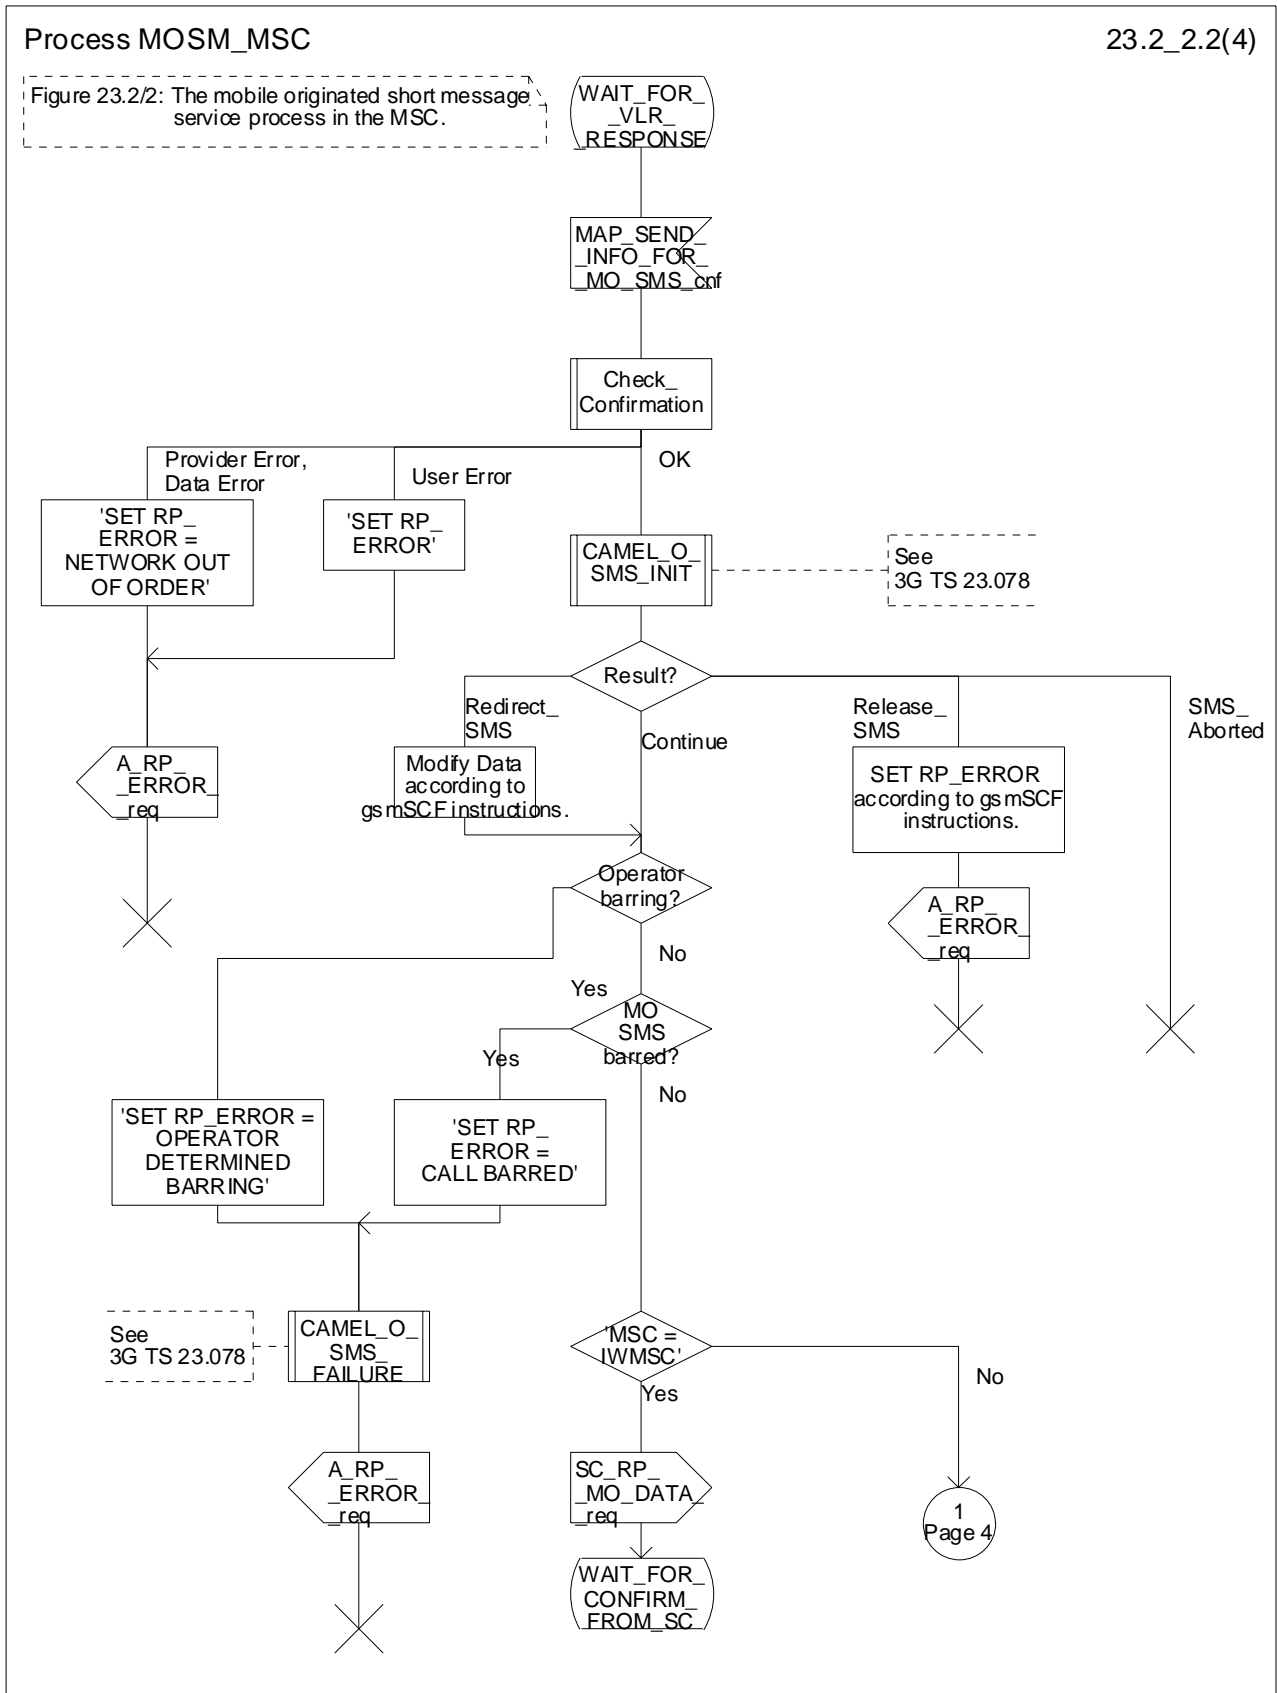 Process MOSM_MSC
23.2_2.2(4)
Figure 23.2/2: The mobile originated short message
service process in the MSC.
WAIT_FOR_
_VLR_
_RESPONSE
MAP_SEND_
_INFO_FOR_
_MO_SMS_cnf
Check_
Confirmation
Provider Error,
Data Error
User Error
OK
'SET RP_
ERROR =
NETWORK OUT
OF ORDER'
'SET RP_
ERROR'
CAMEL_O_
SMS_INIT
See
3G TS 23.078
Result?
Redirect_
SMS
Continue
Release_
SMS
SMS_
Aborted
A_RP_
_ERROR_
_req
Modify Data
according to
gsmSCF instructions.
SET RP_ERROR
according to gsmSCF
instructions.
Operator
barring?
A_RP_
_ERROR_
_req
No
Yes
MO
SMS
barred?
Yes
No
'SET RP_ERROR =
OPERATOR
DETERMINED
BARRING'
'SET RP_
ERROR =
CALL BARRED'
See
3G TS 23.078
CAMEL_O_
SMS_
FAILURE
'MSC =
IWMSC'
No
Yes
A_RP_
_ERROR_
_req
SC_RP_
_MO_DATA_
_req
1
Page 4
WAIT_FOR_
CONFIRM_
FROM_SC